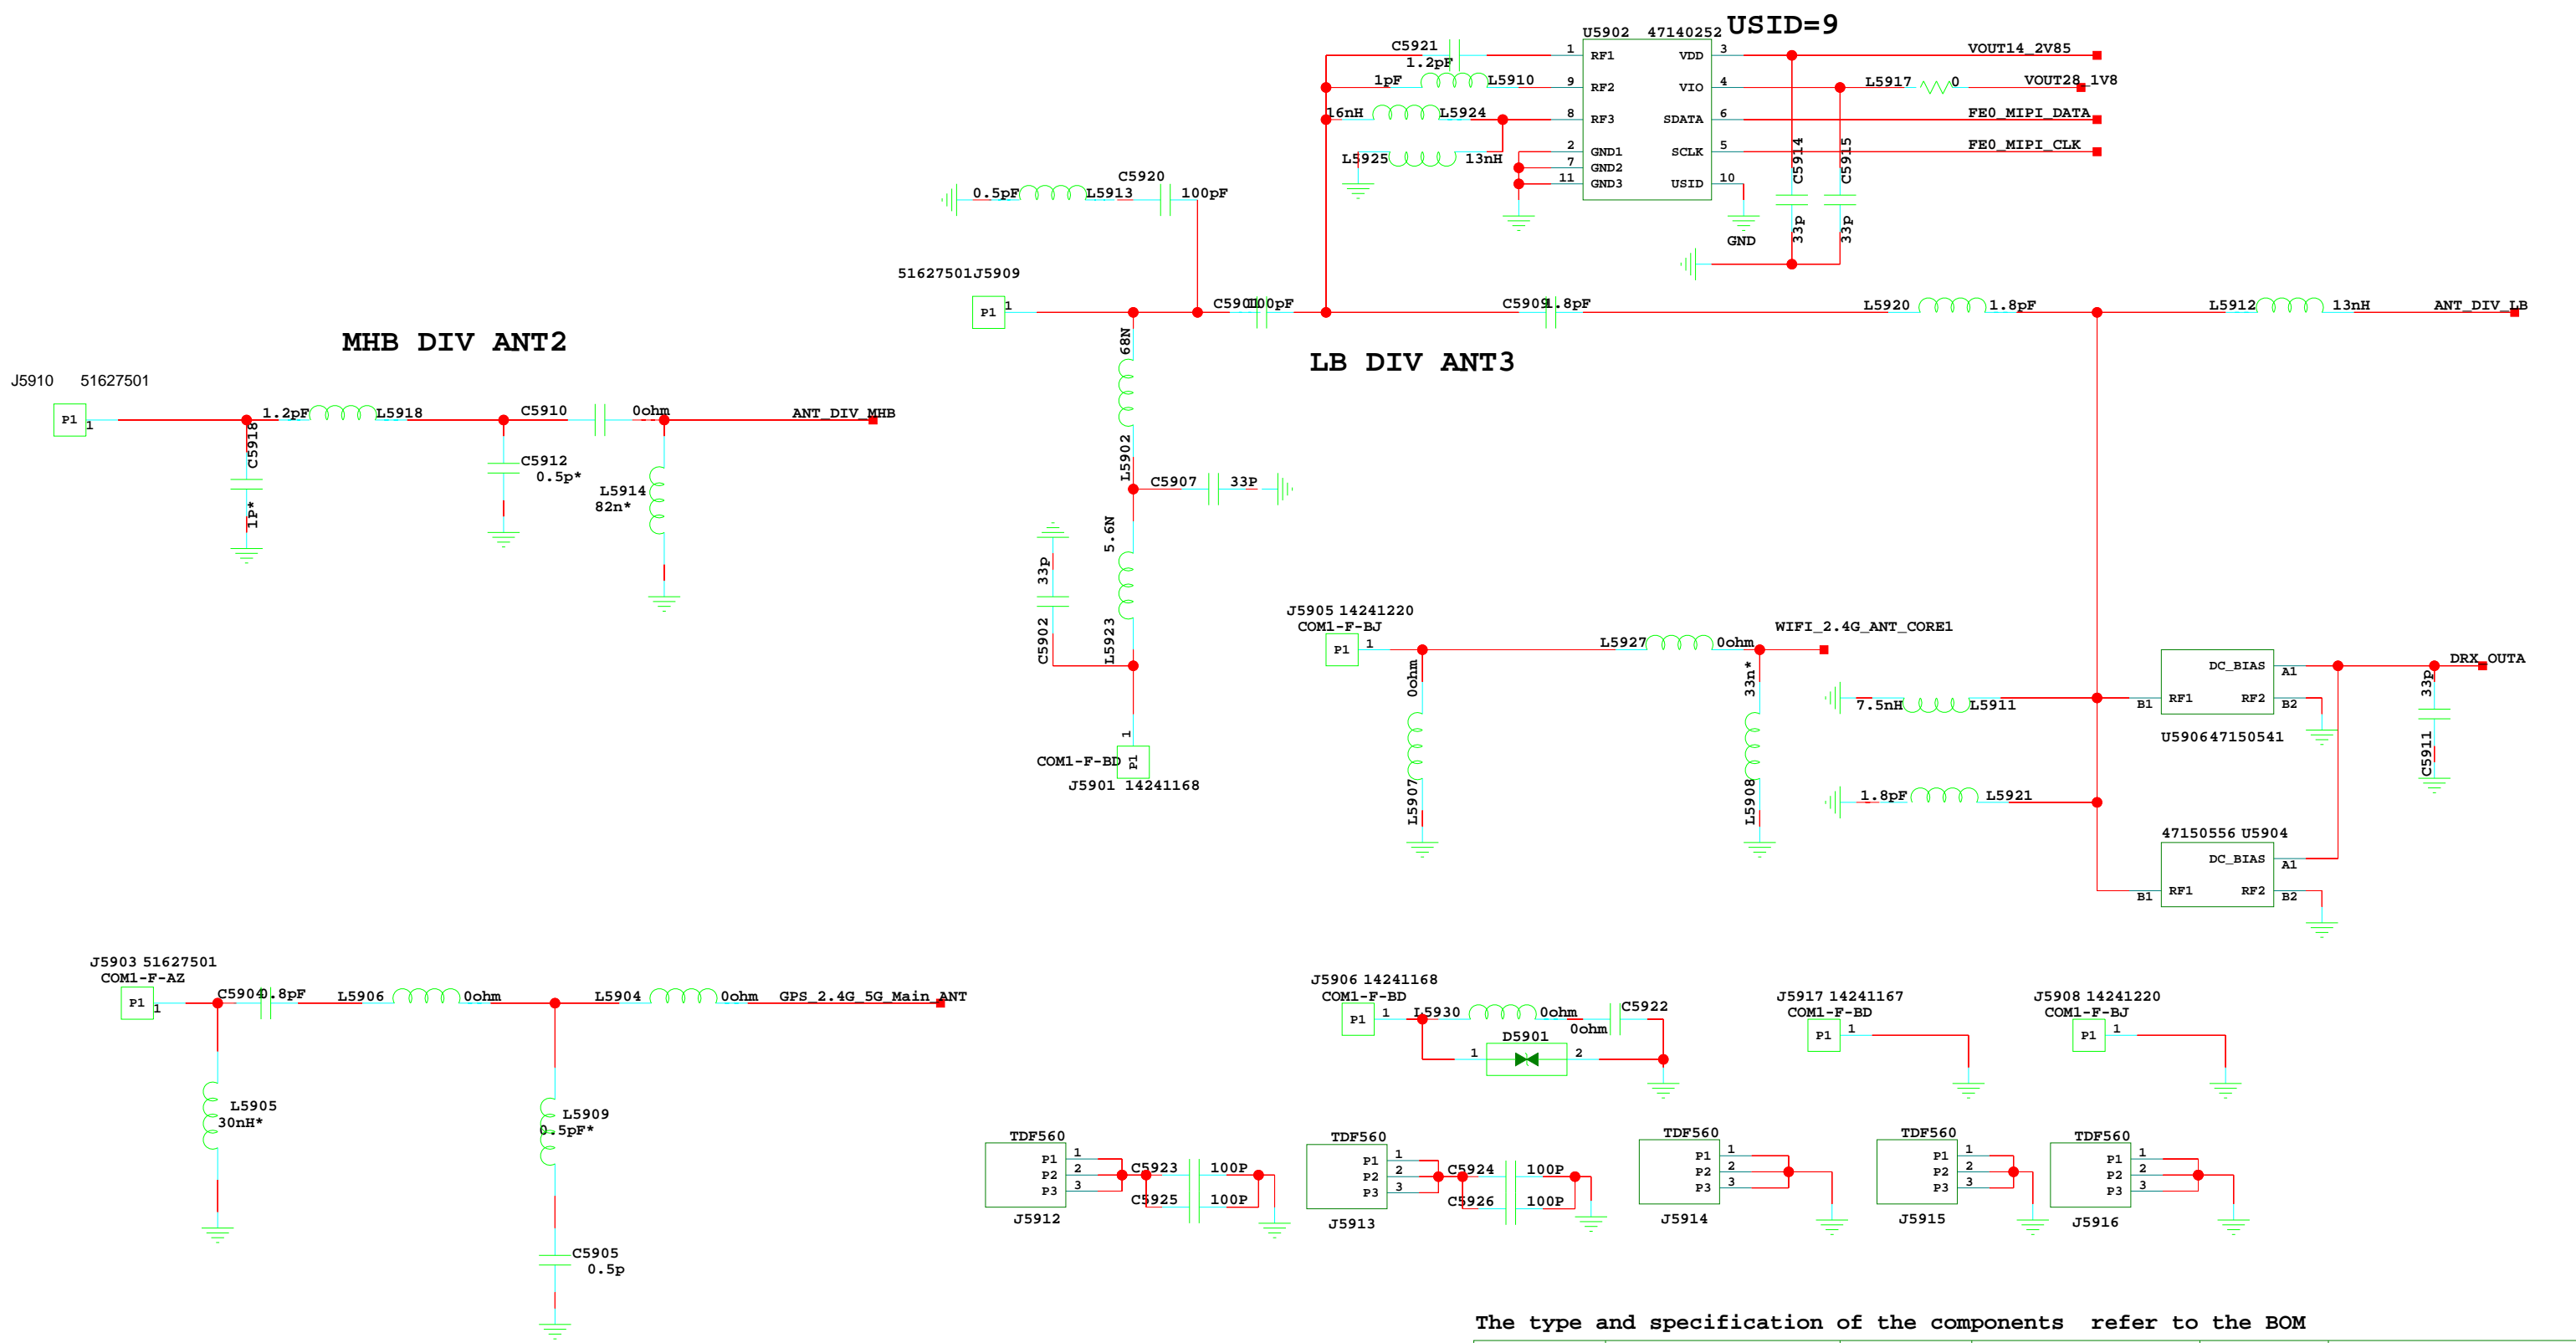 USID=9
U5902 47140252
C5921
1.2pF
1 RF1 VDD 3 VOUT14_2V85
1pF L5910 9 RF2 VIO 4 L5917 0 VOUT28_1V8
16nH L5924 8 RF3 SDATA 6 FE0_MIPI_DATA
L5925 13nH 2 GND1 SCLK 5 FE0_MIPI_CLK
7 GND2
11 GND3 USID 10
C5914 33p
C5915 33p
GND
C5920
0.5pF L5913 100pF
51627501J5909
P1 1
C5901 100pF C5909 1.8pF L5920 1.8pF L5912 13nH ANT_DIV_LB
MHB DIV ANT2
LB DIV ANT3
J5910 51627501
P1 1 1.2pF L5918 C5910 0ohm ANT_DIV_MHB
C5918 1P*
C5912
0.5p*
L5914
82n*
68N L5902
C5907 33P
5.6N L5923
33p C5902
1
COM1-F-BD P1
J5901 14241168
J5905 14241220
COM1-F-BJ
P1 1 L5927 0ohm WIFI_2.4G_ANT_CORE1
0ohm L5907
33n* L5908
DC_BIAS A1 DRX_OUTA
7.5nH L5911 B1 RF1 RF2 B2
U5906 47150541
33p C5911
1.8pF L5921
47150556 U5904
DC_BIAS A1
B1 RF1 RF2 B2
J5903 51627501
COM1-F-AZ
P1 1 C5904 0.8pF L5906 0ohm L5904 0ohm GPS_2.4G_5G_Main_ANT
L5905
30nH*
L5909
0.5pF*
C5905
0.5p
J5906 14241168
COM1-F-BD
P1 1 L5930 0ohm C5922
0ohm
D5901
1 2
J5917 14241167
COM1-F-BD
P1 1
J5908 14241220
COM1-F-BJ
P1 1
TDF560
P1 1
P2 2 C5923 100P
P3 3 C5925 100P
J5912
TDF560
P1 1
P2 2 C5924 100P
P3 3 C5926 100P
J5913
TDF560
P1 1
P2 2
P3 3
J5914
TDF560
P1 1
P2 2
P3 3
J5915
TDF560
P1 1
P2 2
P3 3
J5916
The type and specification of the components refer to the BOM